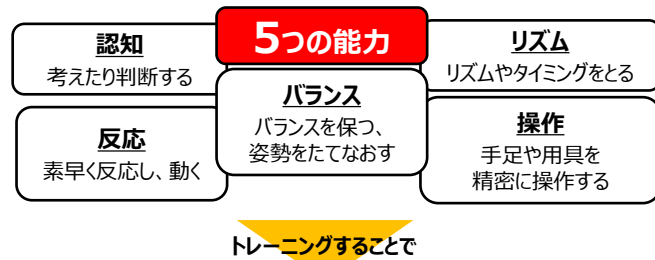 5つの能力
認知
考えたり判断する
反応
素早く反応し、動く
バランス
バランスを保つ、
姿勢をたてなおす
リズム
リズムやタイミングをとる
操作
手足や用具を
精密に操作する
トレーニングすることで